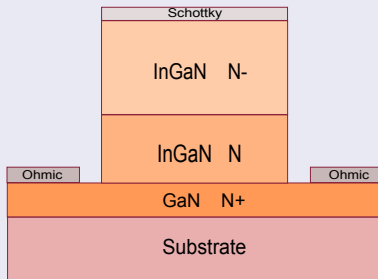 Schottky
InGaN N-
InGaN N
Ohmic
Ohmic
GaN N+
Substrate